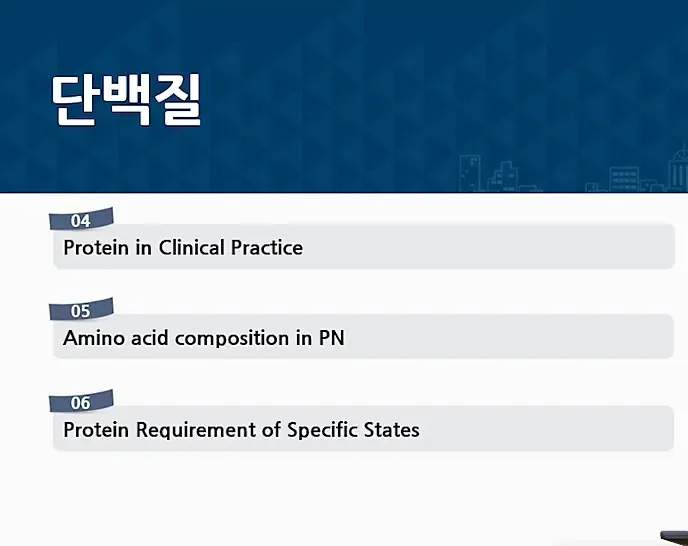 단백질
04
Protein in Clinical Practice
05
Amino acid composition in PN
06
Protein Requirement of Specific States